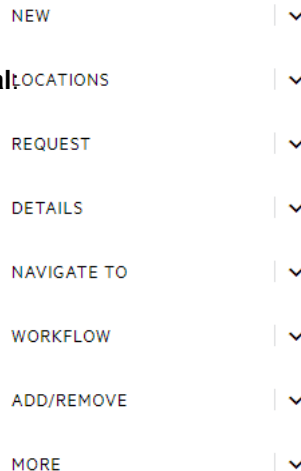 NEW
LOCATIONS
REQUEST
DETAILS
NAVIGATE TO
WORKFLOW
ADD/REMOVE
MORE